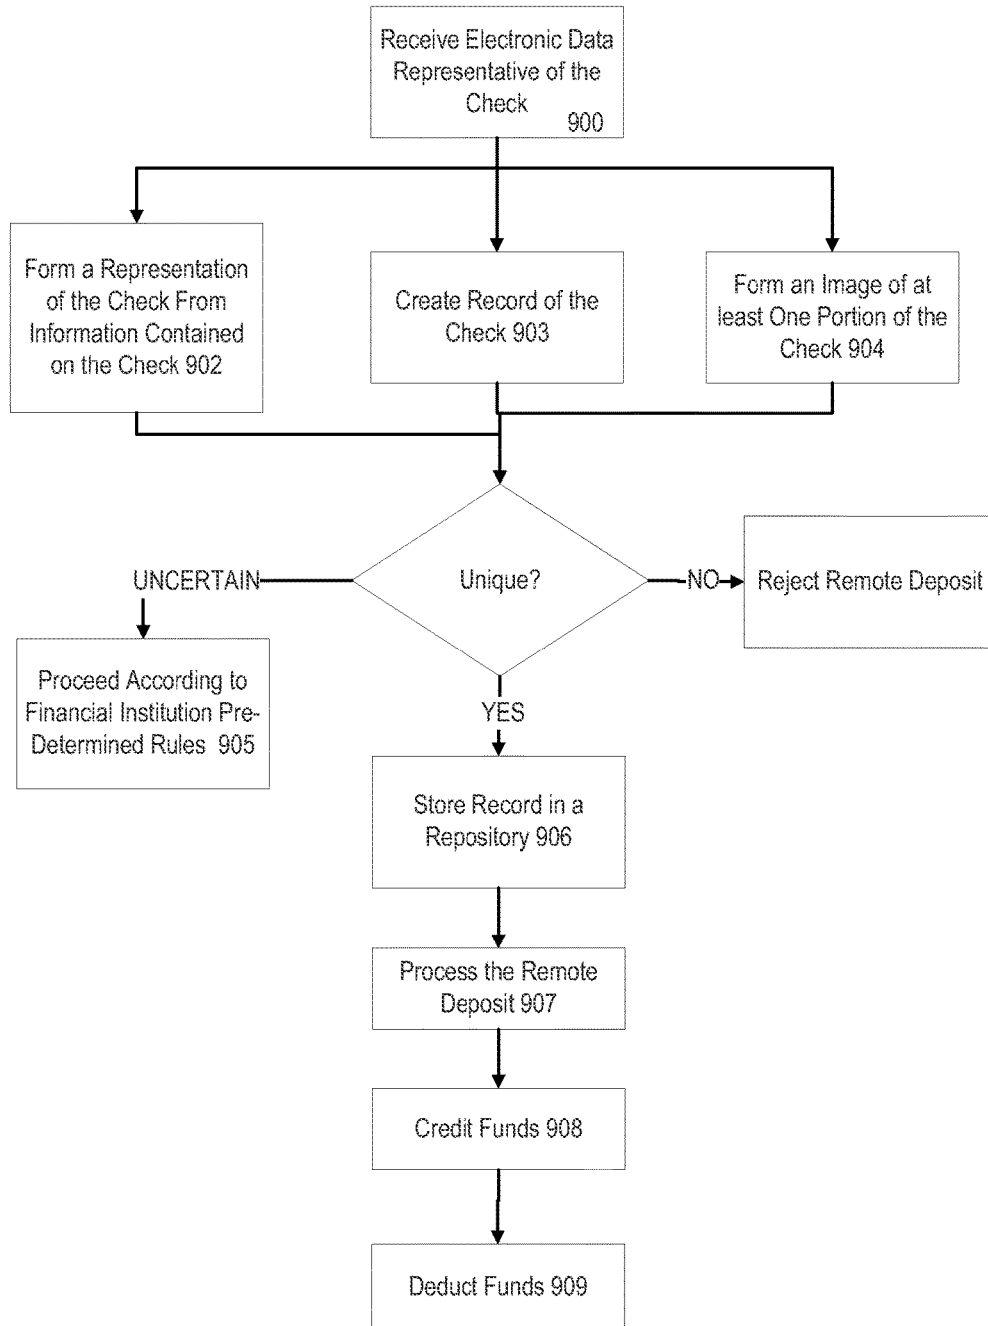 Receive Electronic Data
Representative of the
Check
900
Form a Representation
of the Check From
Information Contained
on the Check 902
Create Record of the
Check 903
Form an Image of at
least One Portion of the
Check 904
UNCERTAIN
Unique?
NO
Reject Remote Deposit
Proceed According to
Financial Institution Pre-
Determined Rules 905
YES
Store Record in a
Repository 906
Process the Remote
Deposit 907
Credit Funds 908
Deduct Funds 909